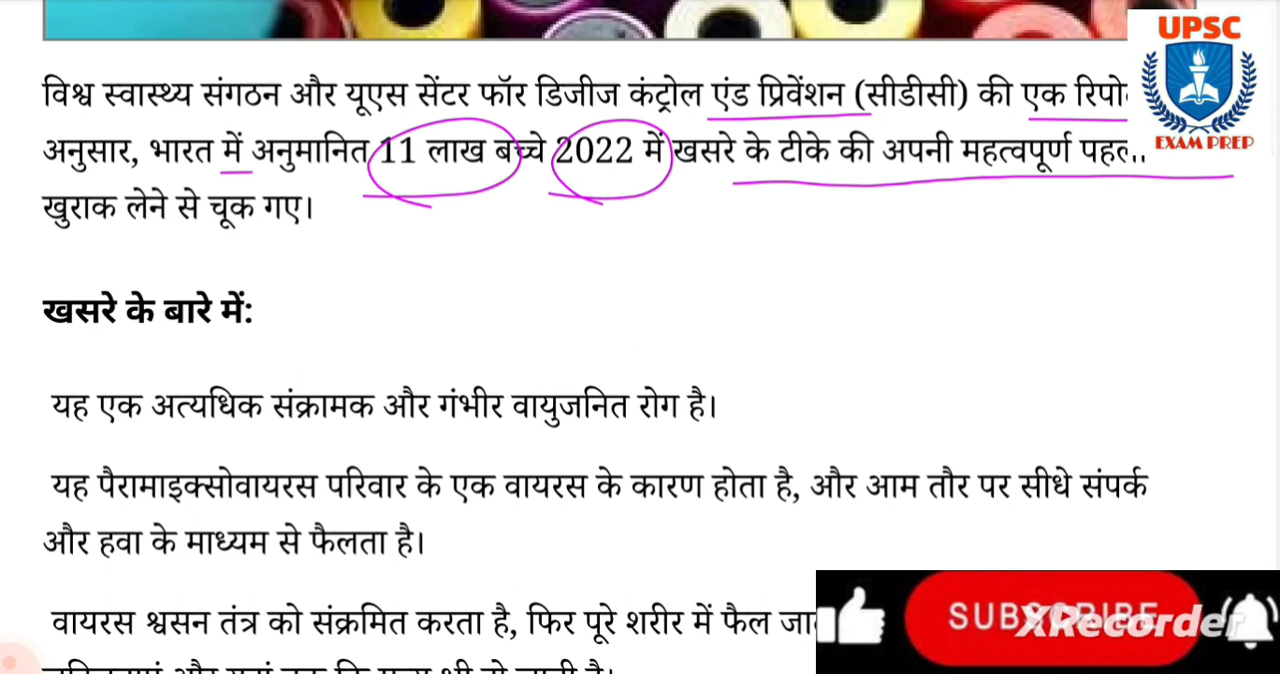 विश्व स्वास्थ्य संगठन और यूएस सेंटर फॉर डिजीज कंट्रोल एंड प्रिवेंशन (सीडीसी) की एक
UPSC
EXAM PREP
अनुसार, भारत में अनुमानित 11 लाख बच्चे 2022 में खसरे के टीके की अपनी महत्वपूर्ण
खुराक लेने से चूक गए।
खसरे के बारे में:
यह एक अत्यधिक संक्रामक और गंभीर वायुजनित रोग है।
यह पैरामाइक्सोवायरस परिवार के एक वायरस के कारण होता है, और आम तौर पर सीधे संपर्क
और हवा के माध्यम से फैलता है।
वायरस श्वसन तंत्र को संक्रमित करता है, फिर पूरे शरीर में फैल
SUBSCRIBE
XRecorder